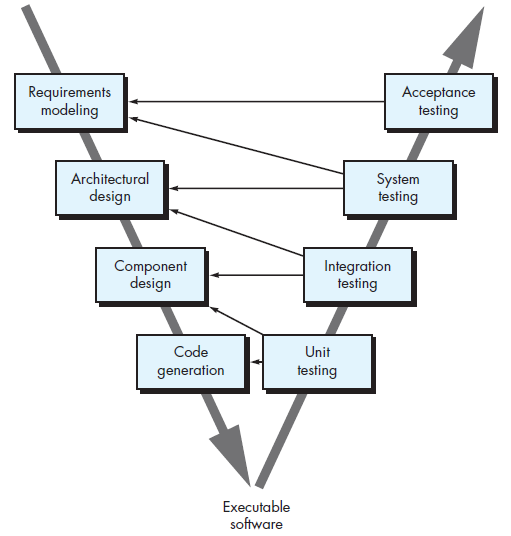 Requirements
modeling
Acceptance
testing
Architectural
design
System
testing
Component
design
Integration
testing
Code
generation
Unit
testing
Executable
software